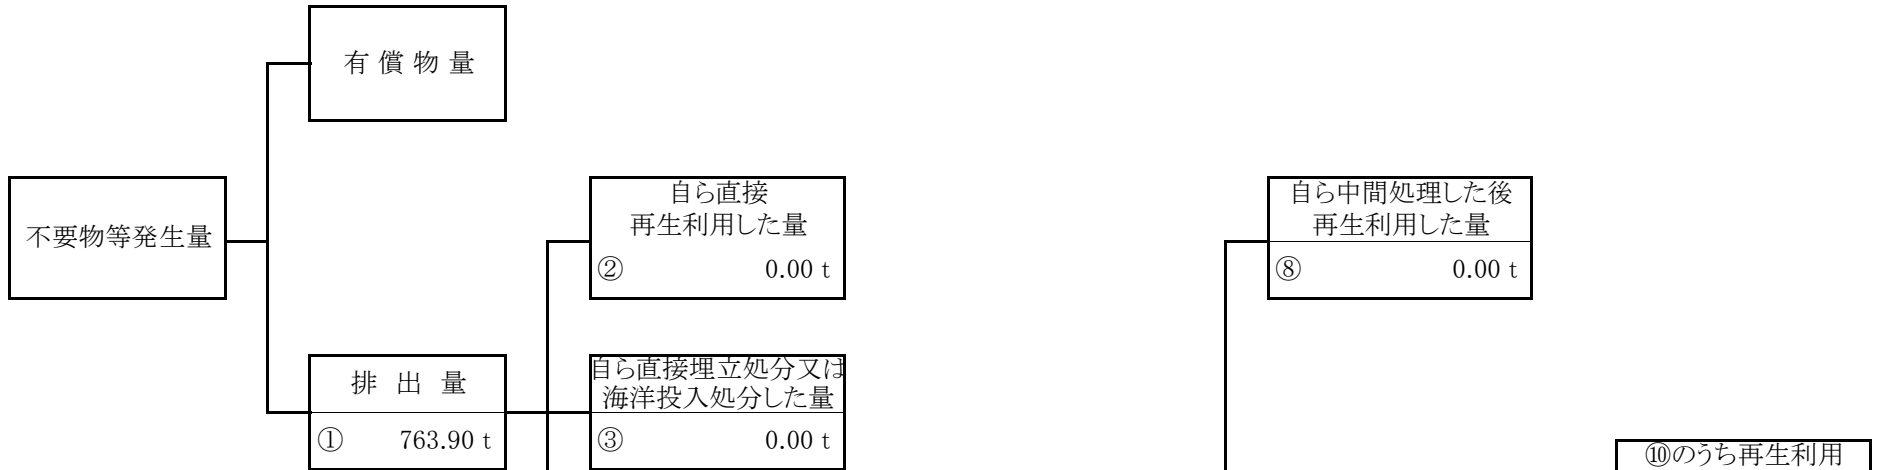 有 償 物 量
不要物等発生量
自ら直接
再生利用した量
② 0.00 t
自ら中間処理した後
再生利用した量
⑧ 0.00 t
排 出 量
① 763.90 t
自ら直接埋立処分又は
海洋投入処分した量
③ 0.00 t
⑩のうち再生利用